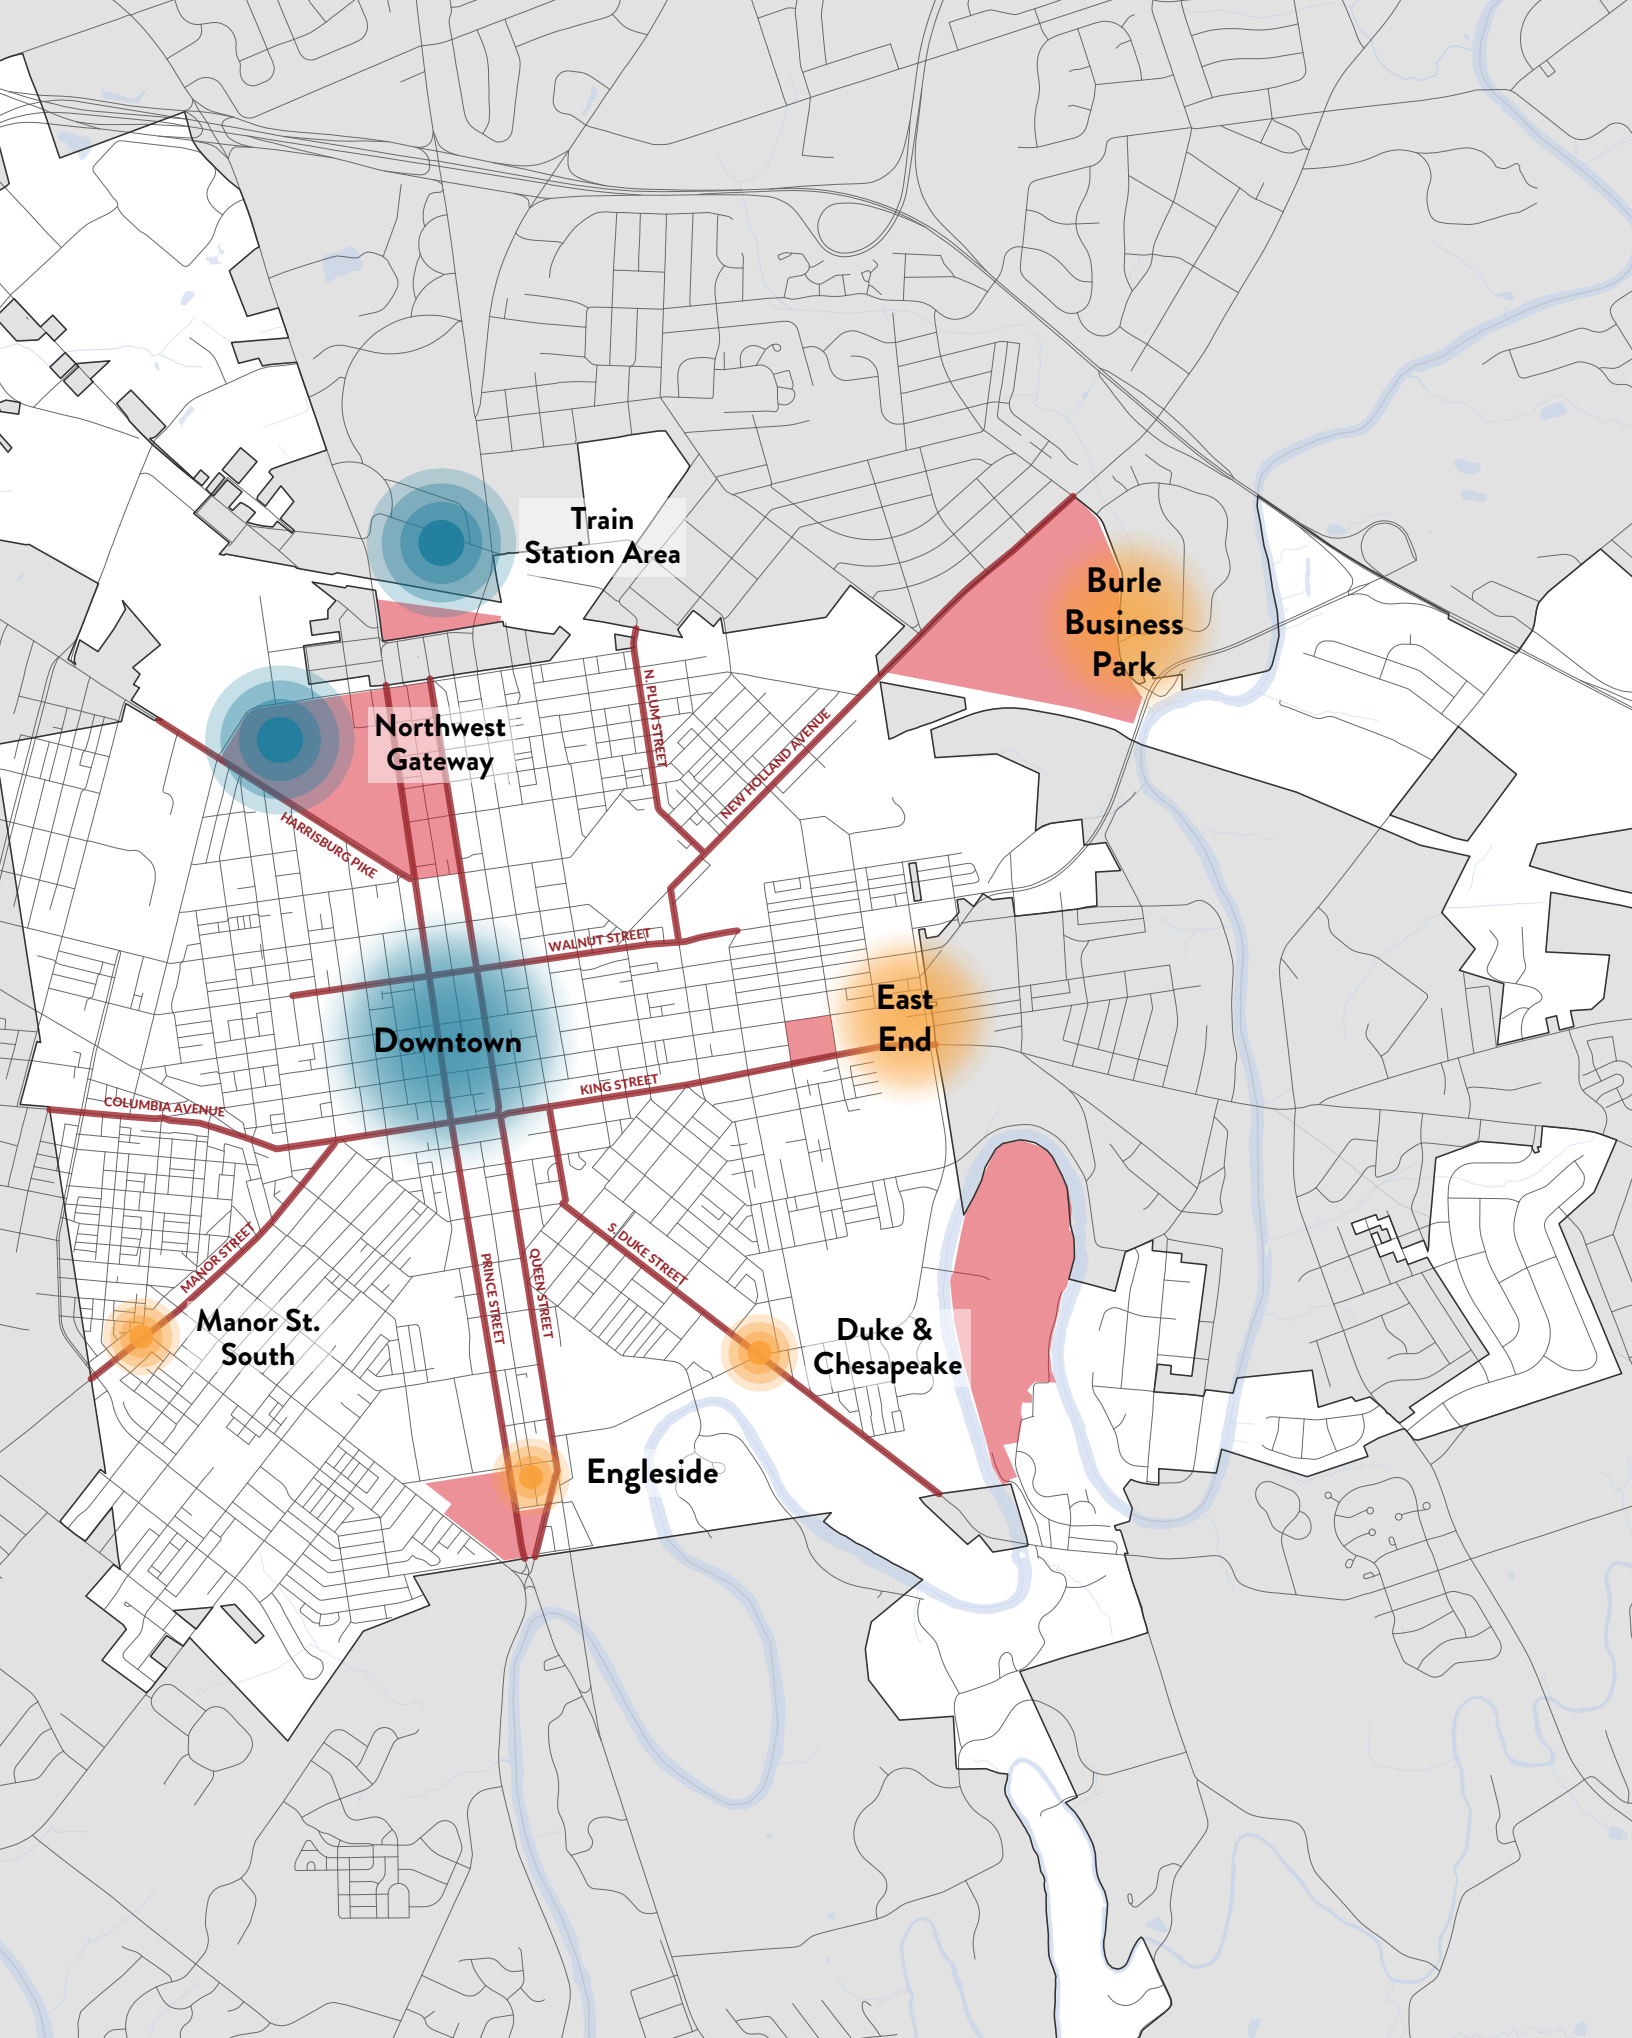 Train
Station Area
Burle
Business
Park
N. PLUM STREET
Northwest
Gateway
NEW HOLLAND AVENUE
HARRISBURG PIKE
WALNUT STREET
East
End
Downtown
KING STREET
COLUMBIA AVENUE
MANOR STREET
S. DUKE STREET
PRINCE STREET
QUEEN STREET
Manor St.
South
Duke &
Chesapeake
Engleside